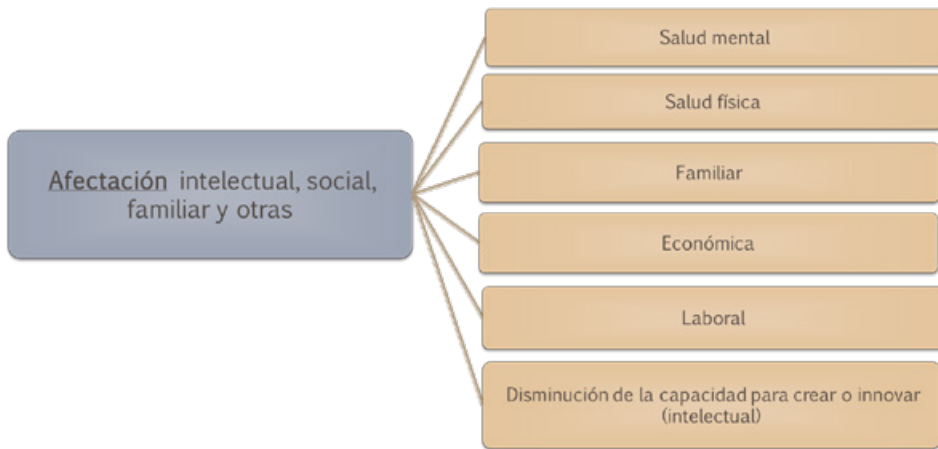 Afectación intelectual, social,
familiar y otras
Salud mental
Salud física
Familiar
Económica
Laboral
Disminución de la capacidad para crear o innovar
(intelectual)